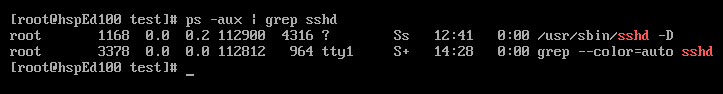 [root@hspEd100 test]# ps -aux | grep sshd
root 1168 0.0 0.2 112900 4316 ? Ss 12:41 0:00 /usr/sbin/sshd -D
root 3378 0.0 0.0 112812 964 tty1 S+ 14:28 0:00 grep --color=auto sshd
[root@hspEd100 test]# _